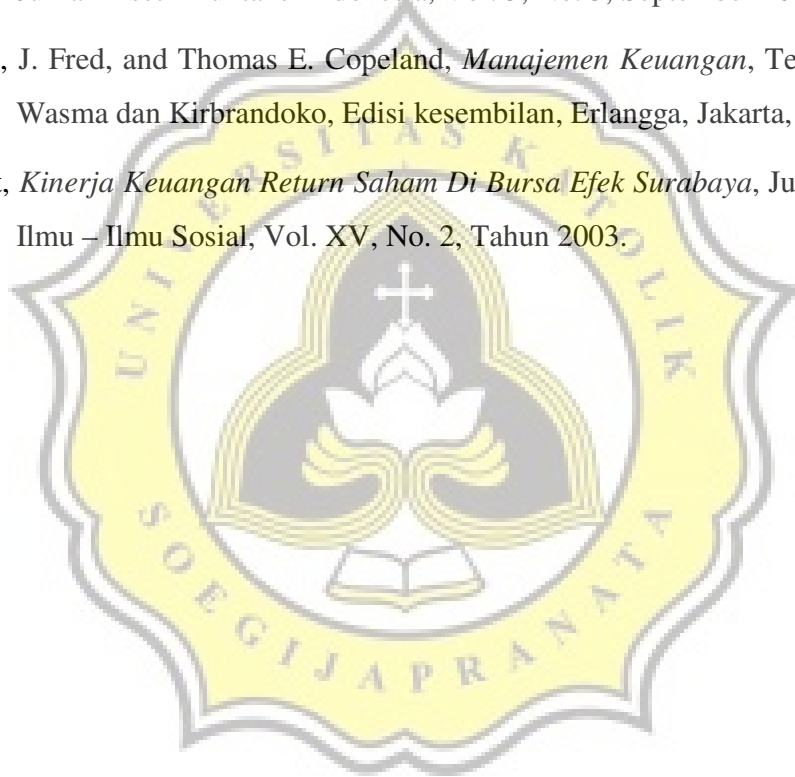 , J. Fred, and Thomas E. Copeland, Manajemen Keuangan, Te
Wasma dan Kirbrandoko, Edisi kesembilan, Erlangga, Jakarta,
, Kinerja Keuangan Return Saham Di Bursa Efek Surabaya, Ju
Ilmu – Ilmu Sosial, Vol. XV, No. 2, Tahun 2003.
UNIVERSITAS KATOLIK
SOEGIJAPRANATA